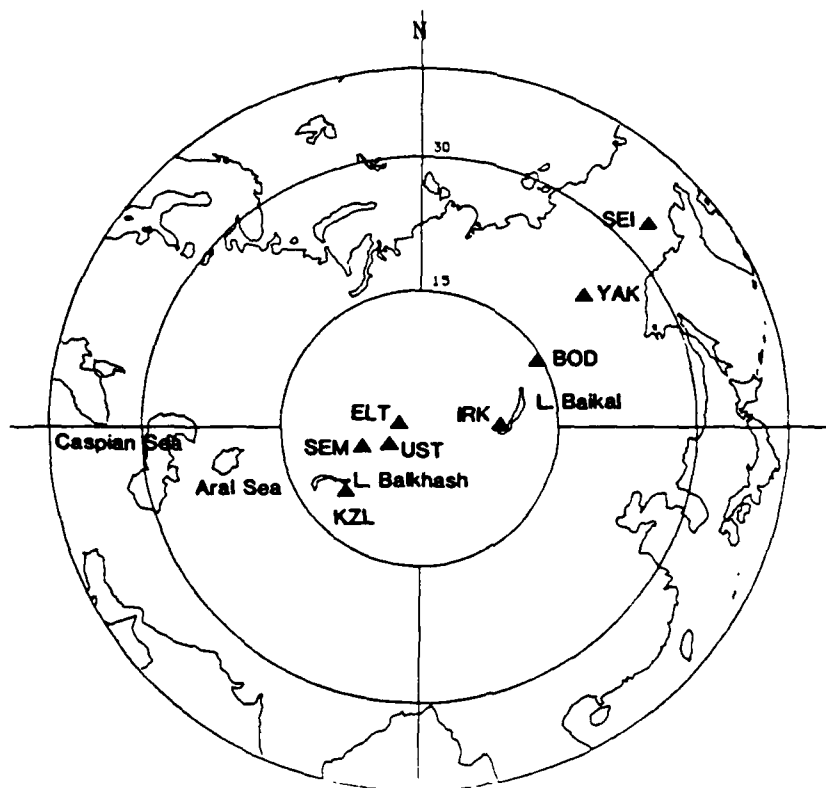 N
30
SEI
15
YAK
BOD
L. Baikal
ELT
IRK
Caspian Sea
SEM
UST
Aral Sea
L. Balkhash
KZL